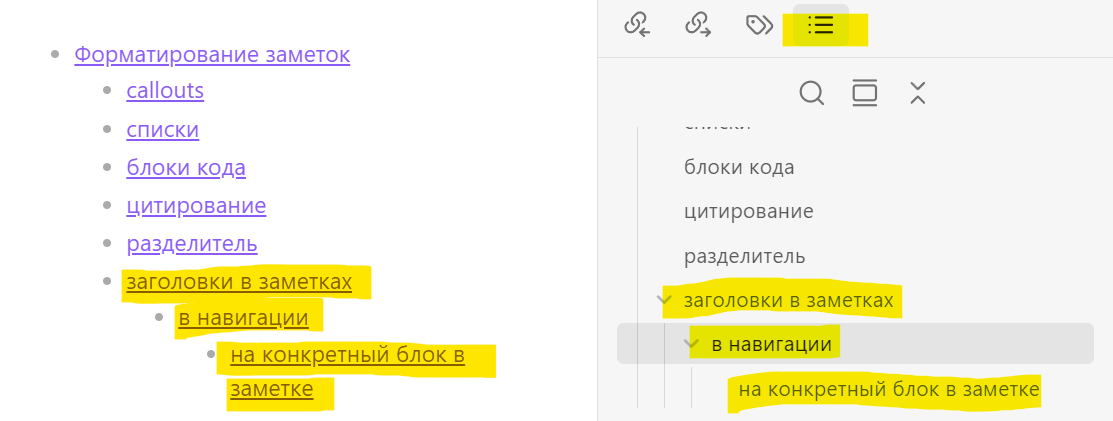 Форматирование заметок
callouts
списки
блоки кода
цитирование
разделитель
заголовки в заметках
в навигации
на конкретный блок в
заметке
списки
блоки кода
цитирование
разделитель
заголовки в заметках
в навигации
на конкретный блок в заметке